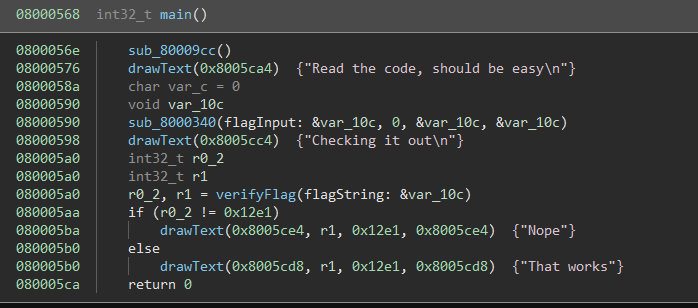 08000568 int32_t main()
0800056e sub_80009cc()
08000576 drawText(0x8005ca4) {"Read the code, should be easy\n"}
0800058a char var_c = 0
08000590 void var_10c
08000590 sub_8000340(flagInput: &var_10c, 0, &var_10c, &var_10c)
08000598 drawText(0x8005cc4) {"Checking it out\n"}
080005a0 int32_t r0_2
080005a0 int32_t r1
080005a0 r0_2, r1 = verifyFlag(flagString: &var_10c)
080005aa if (r0_2 != 0x12e1)
080005ba drawText(0x8005ce4, r1, 0x12e1, 0x8005ce4) {"Nope"}
080005b0 else
080005b0 drawText(0x8005cd8, r1, 0x12e1, 0x8005cd8) {"That works"}
080005ca return 0